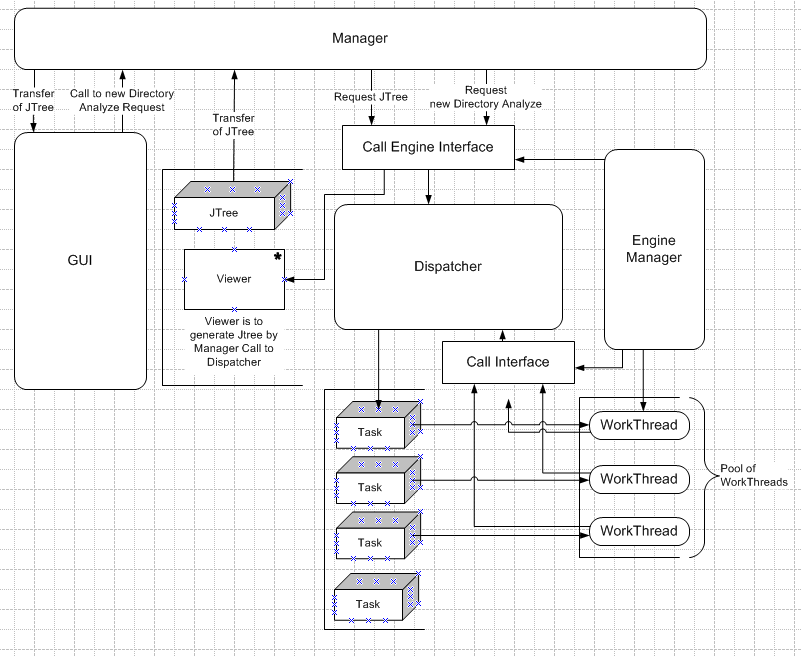 Manager
Transfer
of JTree
Call to new Directory
Analyze Request
Transfer
of JTree
Request JTree
Request
new Directory Analyze
Call Engine Interface
JTree
GUI
Viewer
*
Viewer is to
generate Jtree by
Manager Call to
Dispatcher
Dispatcher
Engine
Manager
Call Interface
Task
Task
Task
Task
WorkThread
WorkThread
WorkThread
Pool of
WorkThreads